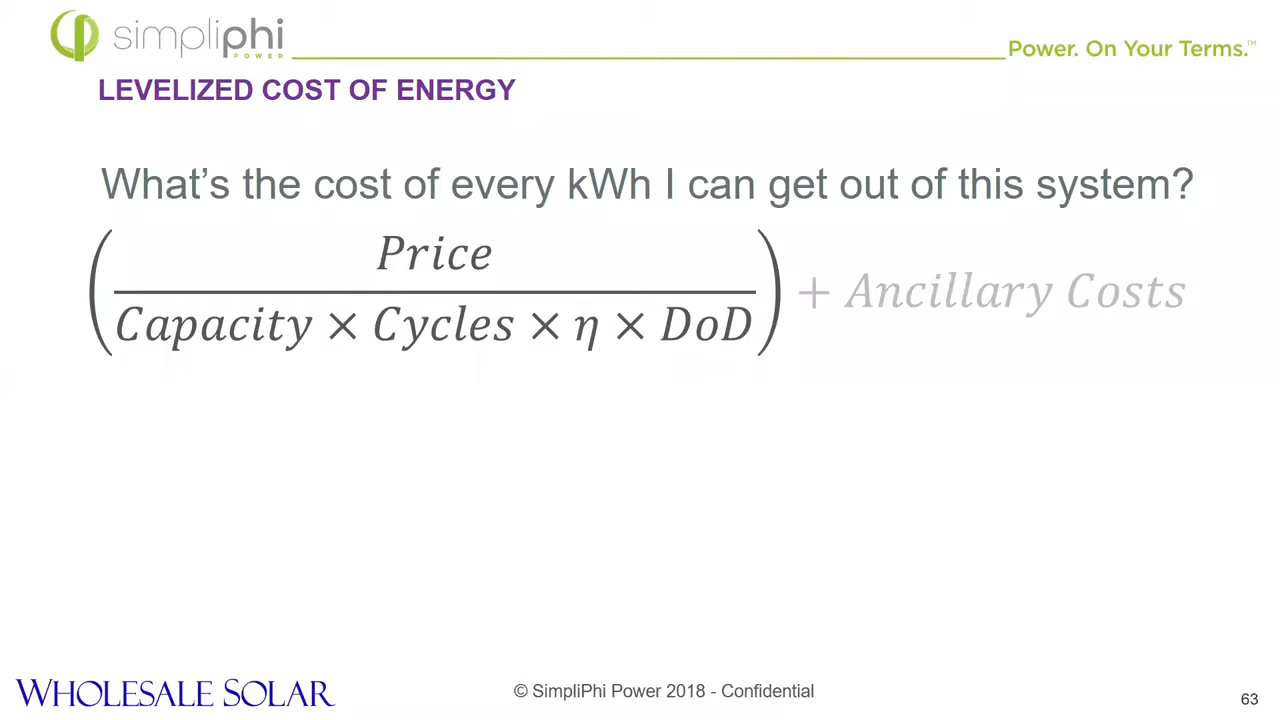 simpliphi
POWER
Power. On Your Terms.™
LEVELIZED COST OF ENERGY
What's the cost of every kWh I can get out of this system?
(Price / Capacity × Cycles × η × DoD) + Ancillary Costs
WHOLESALE SOLAR
© SimpliPhi Power 2018 - Confidential
63